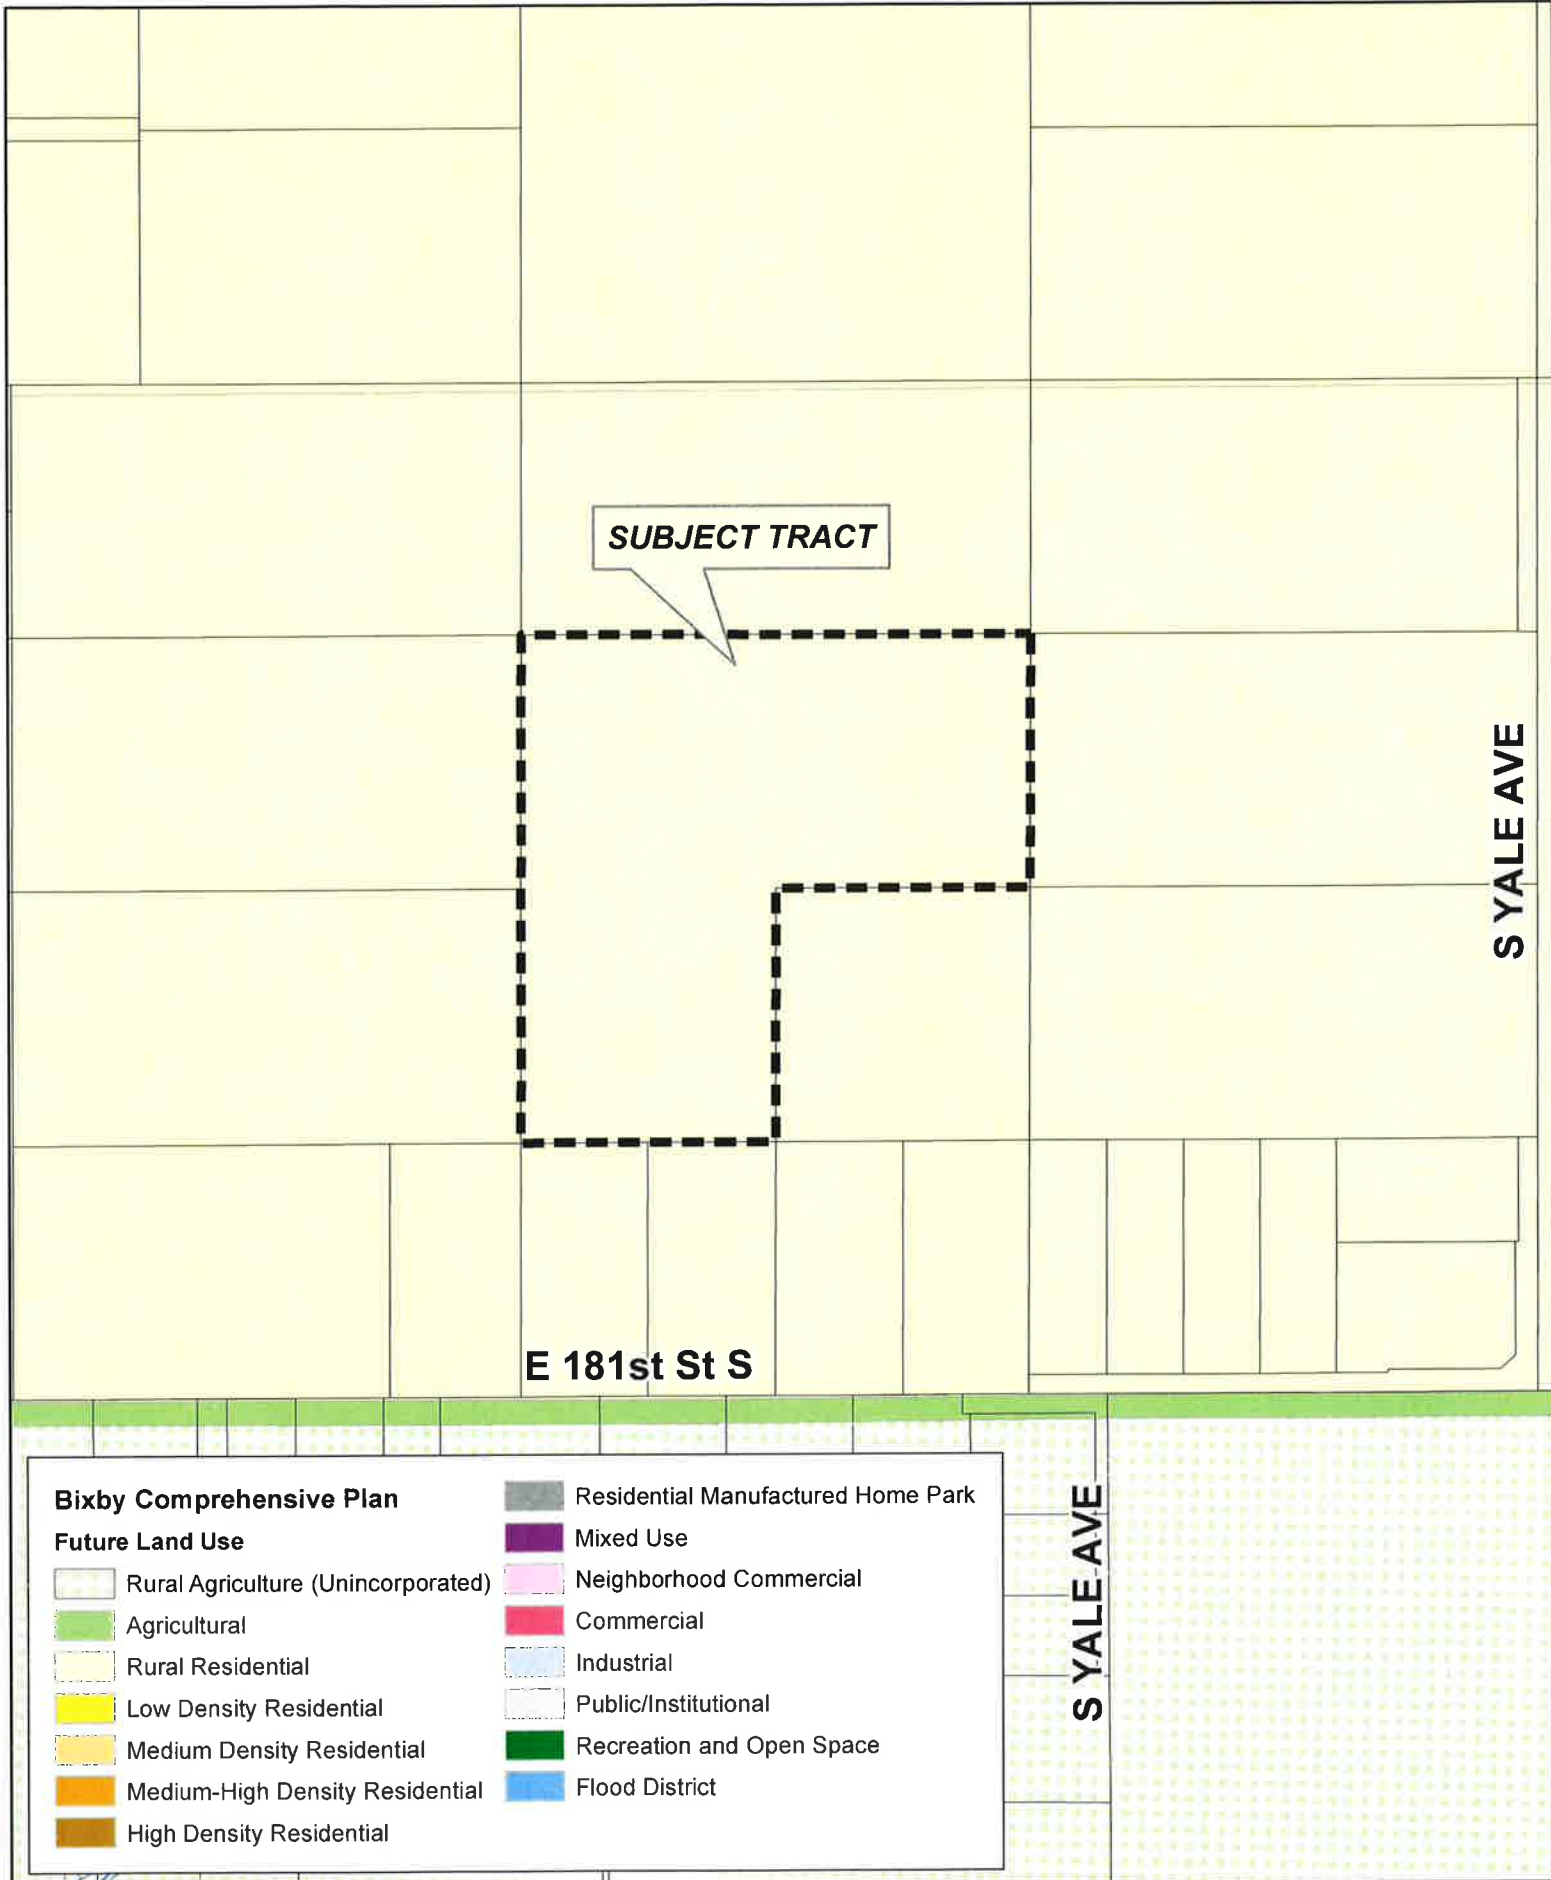 SUBJECT TRACT
S YALE AVE
E 181st St S
Bixby Comprehensive Plan
Future Land Use
Rural Agriculture (Unincorporated)
Agricultural
Rural Residential
Low Density Residential
Medium Density Residential
Medium-High Density Residential
High Density Residential
Residential Manufactured Home Park
Mixed Use
Neighborhood Commercial
Commercial
Industrial
Public/Institutional
Recreation and Open Space
Flood District
S YALE AVE